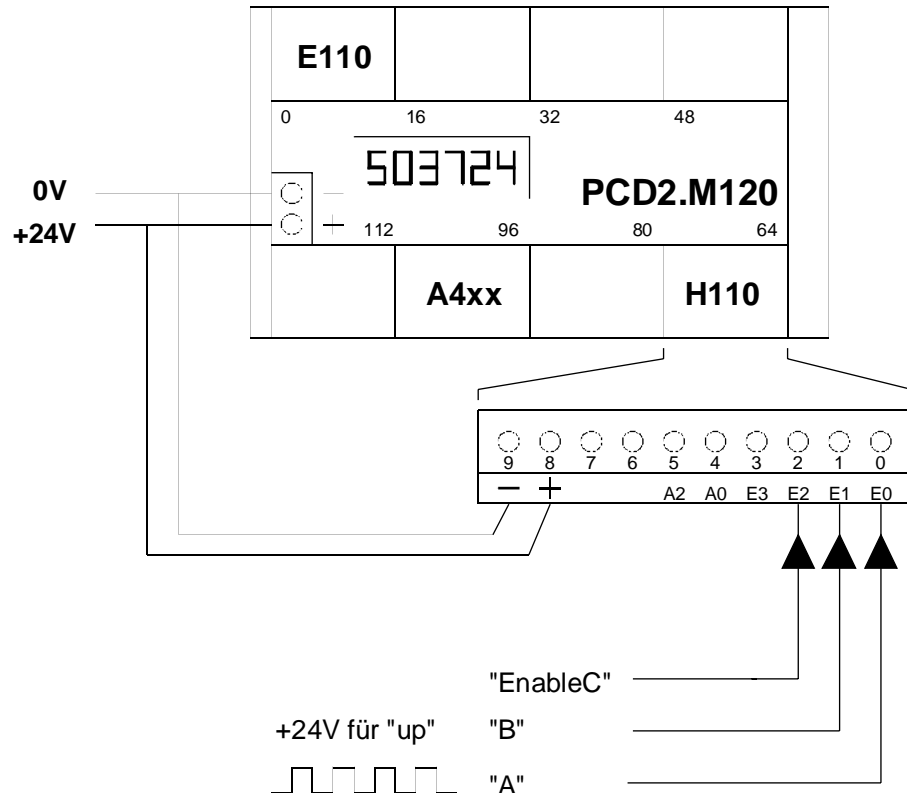 E110
0 16 32 48
503724
PCD2.M120
0V
+24V
112 96 80 64
A4xx H110
9 8 7 6 5 4 3 2 1 0
− + A2 A0 E3 E2 E1 E0
"EnableC"
+24V für "up" "B"
"A"